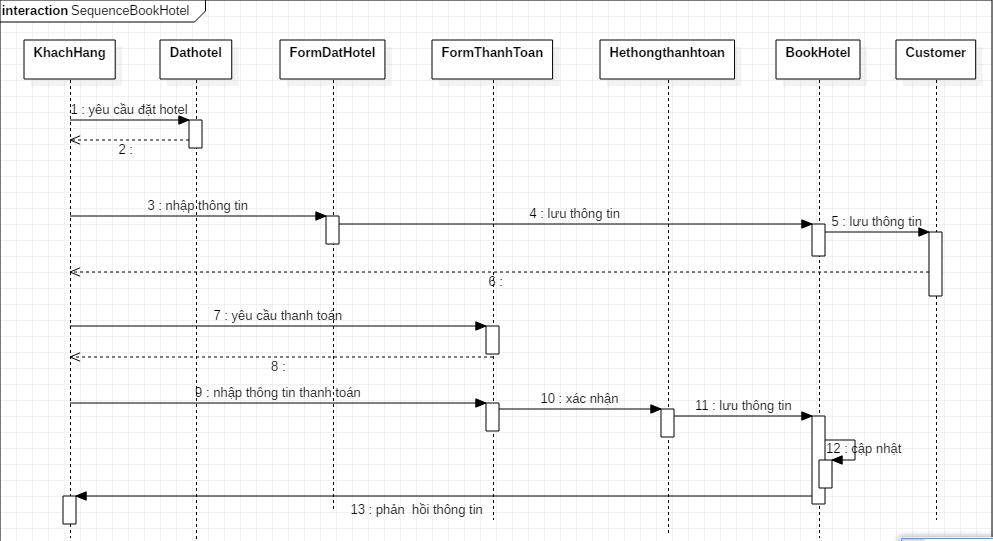 interaction SequenceBookHotel
KhachHang
Dathotel
FormDatHotel
FormThanhToan
Hethongthanhtoan
BookHotel
Customer
1 : yêu cầu đặt hotel
2 :
3 : nhập thông tin
4 : lưu thông tin
5 : lưu thông tin
6 :
7 : yêu cầu thanh toán
8 :
9 : nhập thông tin thanh toán
10 : xác nhận
11 : lưu thông tin
12 : cập nhật
13 : phản  hồi thông tin